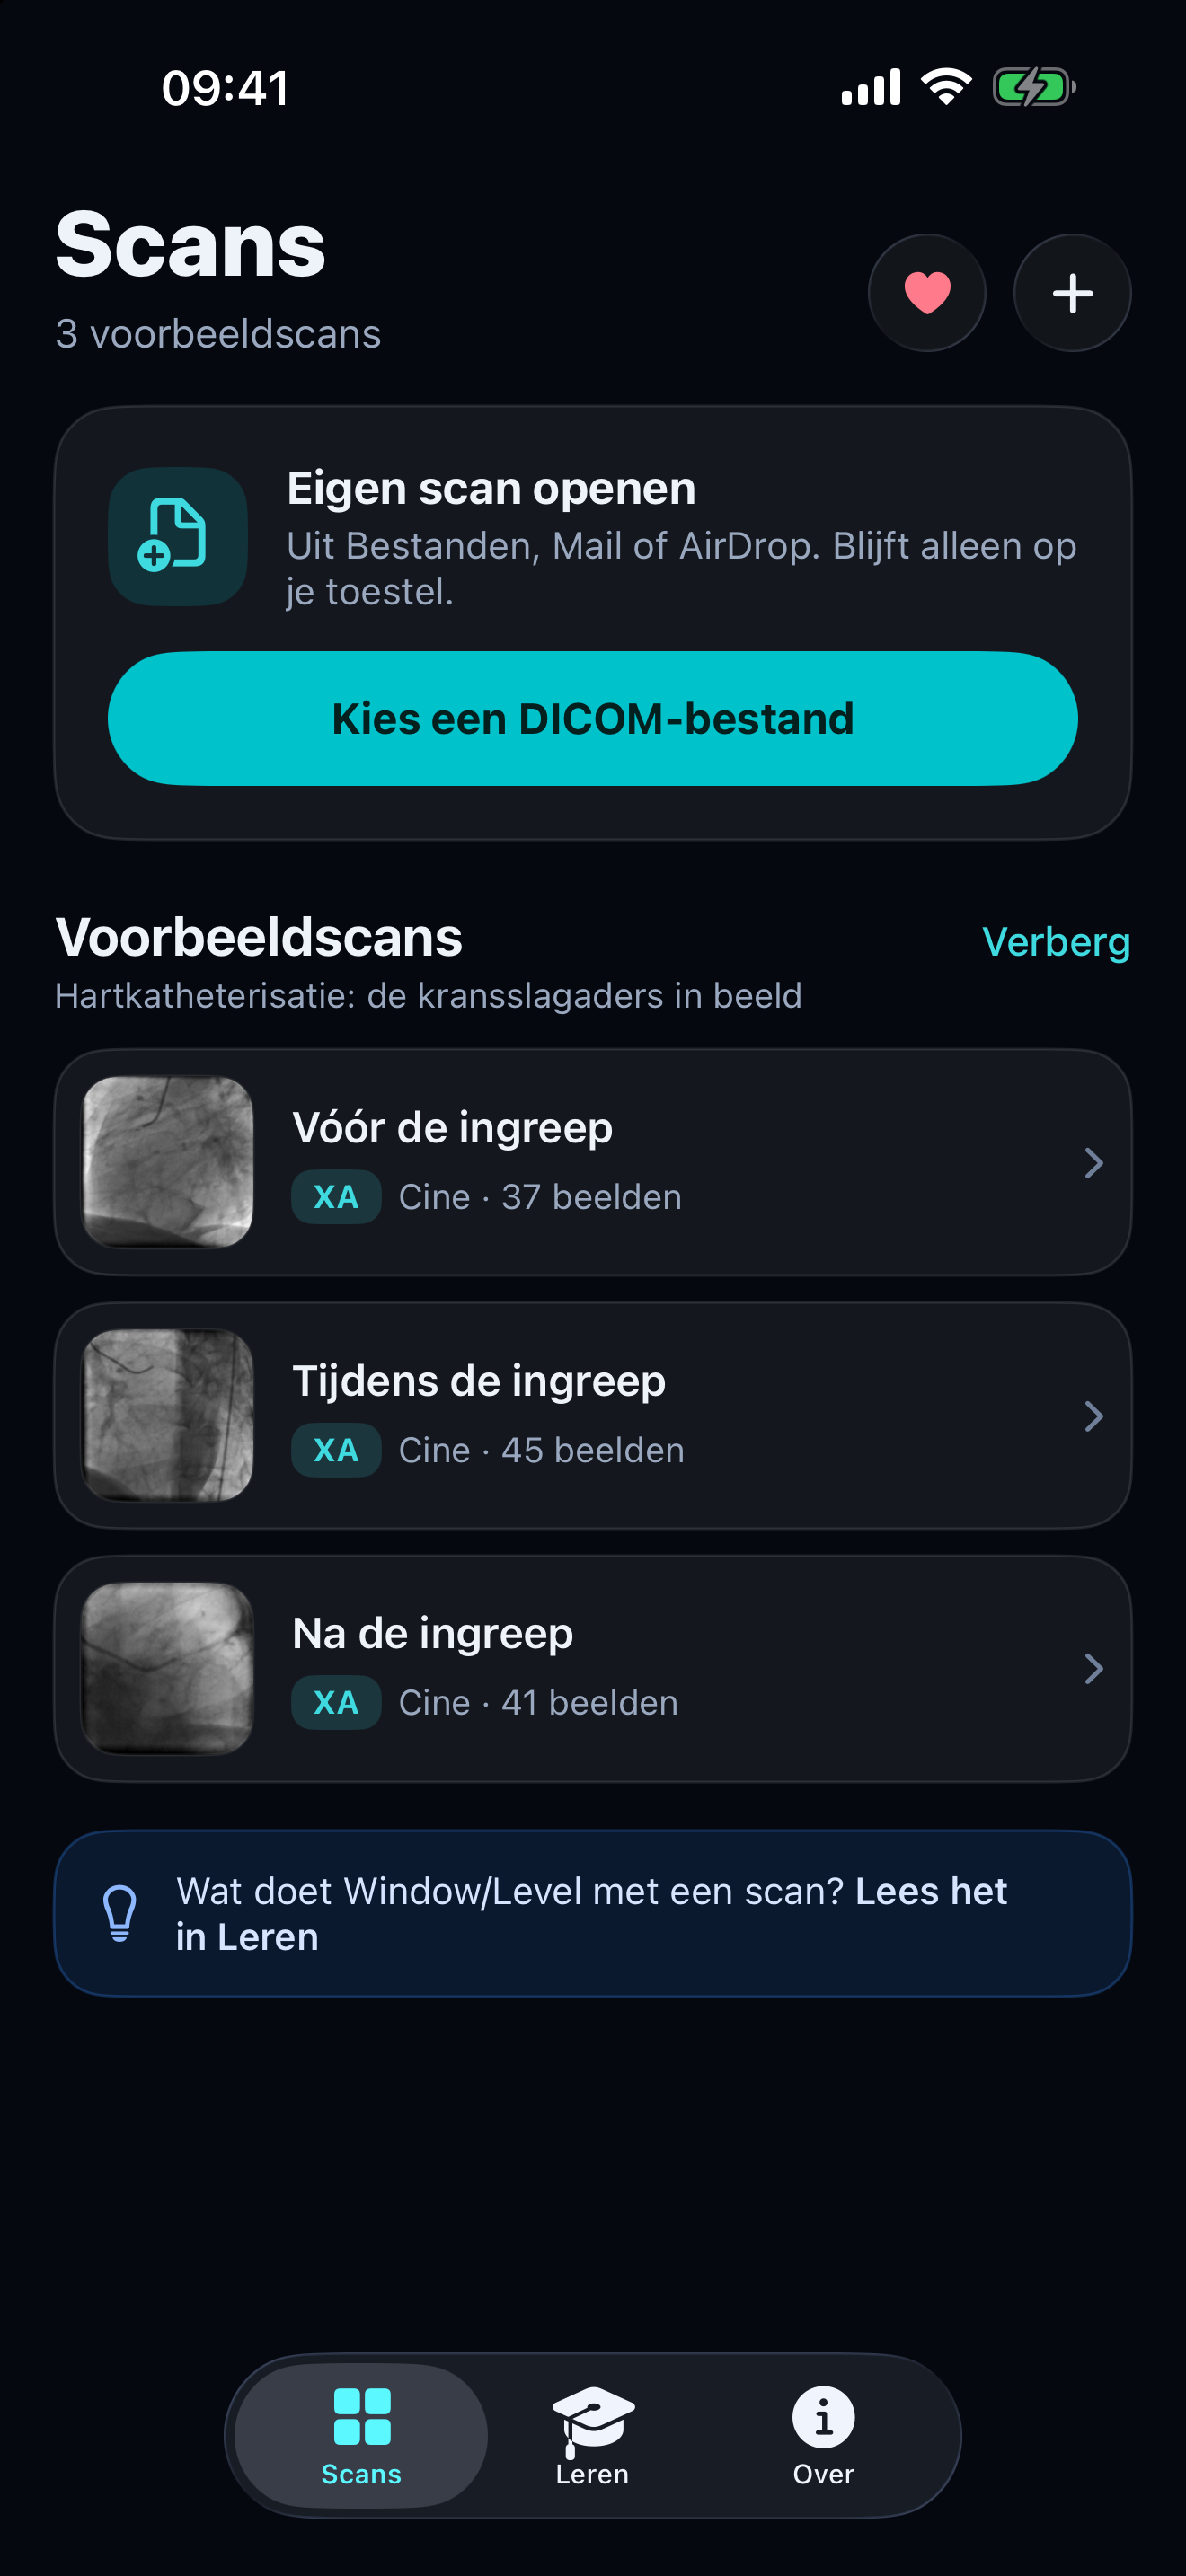 09:41
Scans
3 voorbeeldscans
Eigen scan openen
Uit Bestanden, Mail of AirDrop. Blijft alleen op
je toestel.
Kies een DICOM-bestand
Voorbeeldscans
Verberg
Hartkatheterisatie: de kransslagaders in beeld
Vóór de ingreep
XA Cine · 37 beelden
Tijdens de ingreep
XA Cine · 45 beelden
Na de ingreep
XA Cine · 41 beelden
Wat doet Window/Level met een scan? Lees het
in Leren
Scans
Leren
Over